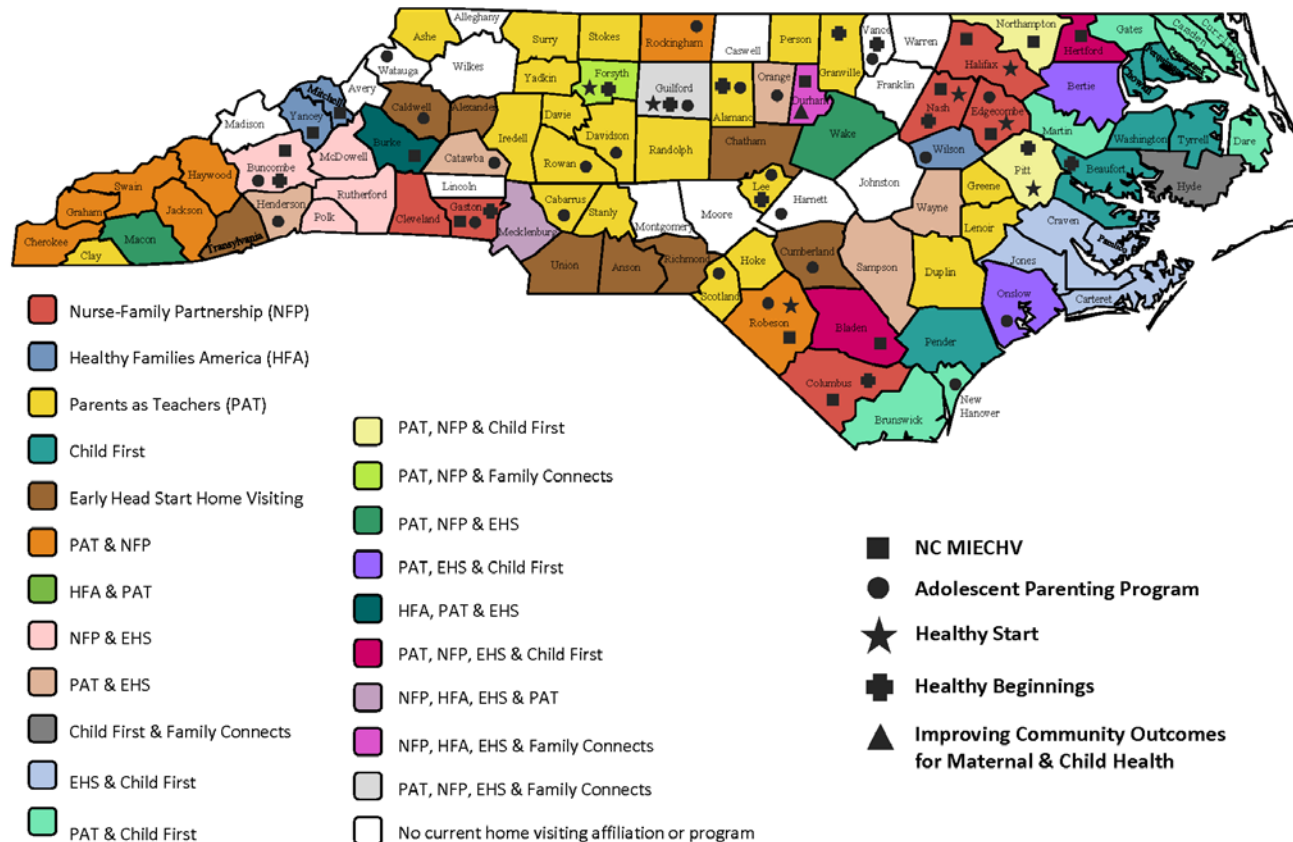 Alleghany
Northampton
Gates
Camden
Currituck
Ashe
Surry
Stokes
Rockingham
Caswell
Person
Vance
Warren
Hertford
Watauga
Wilkes
Granville
Halifax
Perquimans
Pasquotank
Chowan
Mitchell
Avery
Yadkin
Forsyth
Guilford
Orange
Durham
Franklin
Bertie
Yancey
Caldwell
Alexander
Davie
Alamanc
Nash
Edgecombe
Madison
Iredell
Davidson
Martin
Washington
Tyrrell
Dare
Burke
Randolph
Chatham
Wake
Wilson
McDowell
Catawba
Rowan
Pitt
Beaufort
Buncombe
Haywood
Swain
Lincoln
Lee
Johnston
Greene
Hyde
Rutherford
Cabarrus
Stanly
Moore
Harnett
Wayne
Henderson
Polk
Cleveland
Gaston
Montgomery
Lenoir
Craven
Graham
Jackson
Mecklenburg
Pamlico
Cherokee
Macon
Transylvania
Clay
Union
Anson
Richmond
Hoke
Cumberland
Sampson
Duplin
Jones
Scotland
Onslow
Carteret
Robeson
Bladen
Pender
Columbus
New
Hanover
Brunswick
Nurse-Family Partnership (NFP)
Healthy Families America (HFA)
Parents as Teachers (PAT)
Child First
Early Head Start Home Visiting
PAT & NFP
HFA & PAT
NFP & EHS
PAT & EHS
Child First & Family Connects
EHS & Child First
PAT & Child First
PAT, NFP & Child First
PAT, NFP & Family Connects
PAT, NFP & EHS
PAT, EHS & Child First
HFA, PAT & EHS
PAT, NFP, EHS & Child First
NFP, HFA, EHS & PAT
NFP, HFA, EHS & Family Connects
PAT, NFP, EHS & Family Connects
No current home visiting affiliation or program
NC MIECHV
Adolescent Parenting Program
Healthy Start
Healthy Beginnings
Improving Community Outcomes
for Maternal & Child Health